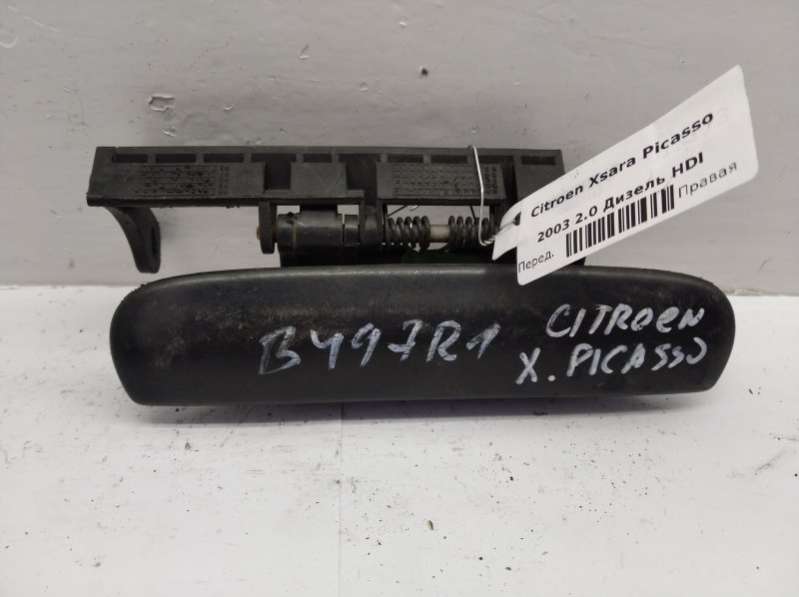 Citroen Xsara Picasso
2003 2.0 Дизель HDI
Перед. Правая
B497R1 CITROEN
X. PICASSO